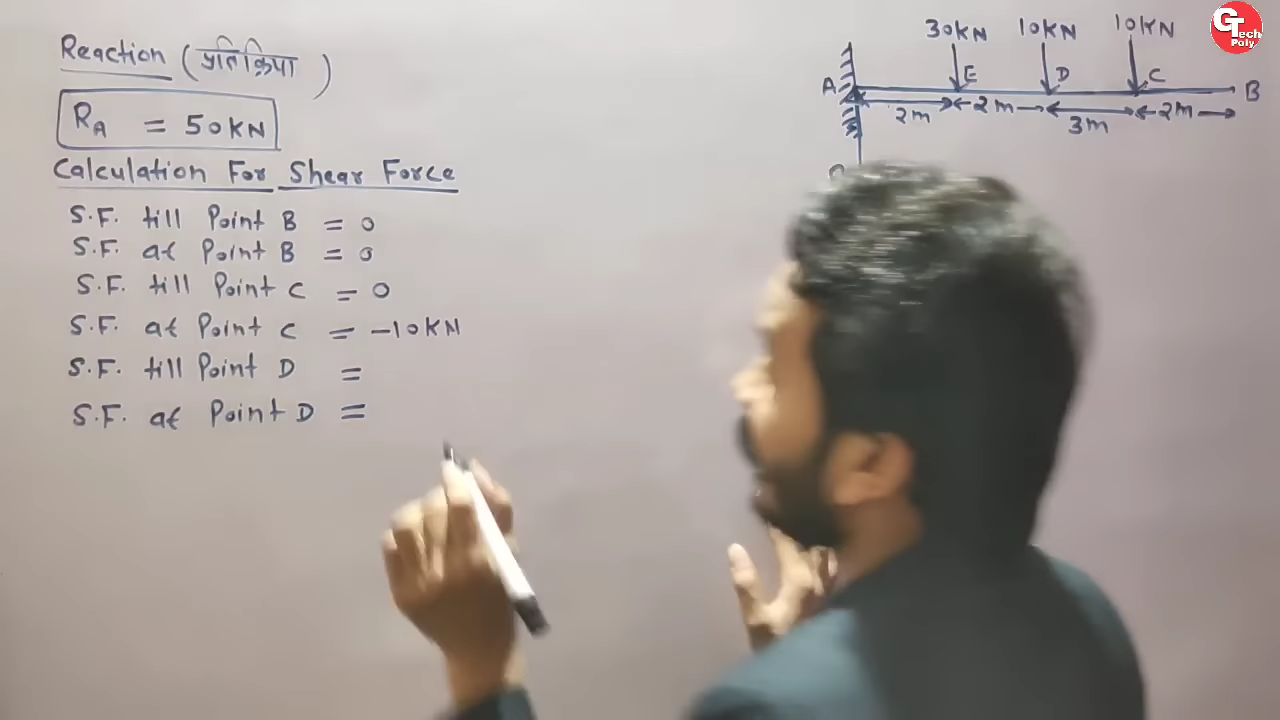 Reaction (प्रतिक्रिया)
RA = 50KN
Calculation For Shear Force
S.F. till Point B = 0
S.F. at Point B = 0
S.F. till Point C = 0
S.F. at Point C = -10KN
S.F. till Point D =
S.F. at Point D =
30KN 10KN 10KN
A E D C B
2m 2m 3m 2m
GTech
Poly